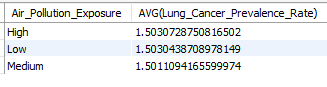 Air_Pollution_Exposure AVG(Lung_Cancer_Prevalence_Rate)
High 1.5030728750816502
Low 1.5030438708978149
Medium 1.5011094165599974